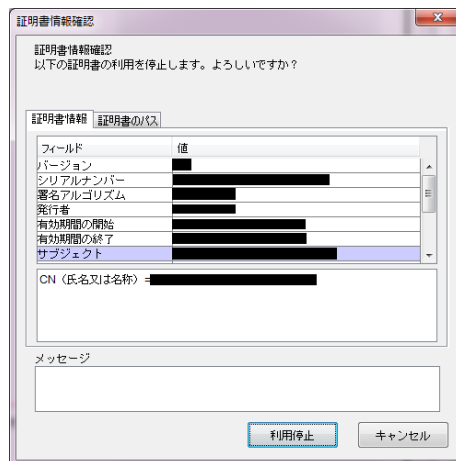 証明書情報確認
証明書情報確認
以下の証明書の利用を停止します。よろしいですか？
証明書情報 証明書のパス
フィールド 値
バージョン
シリアルナンバー
署名アルゴリズム
発行者
有効期間の開始
有効期間の終了
サブジェクト
CN（氏名又は名称）=
メッセージ
利用停止 キャンセル